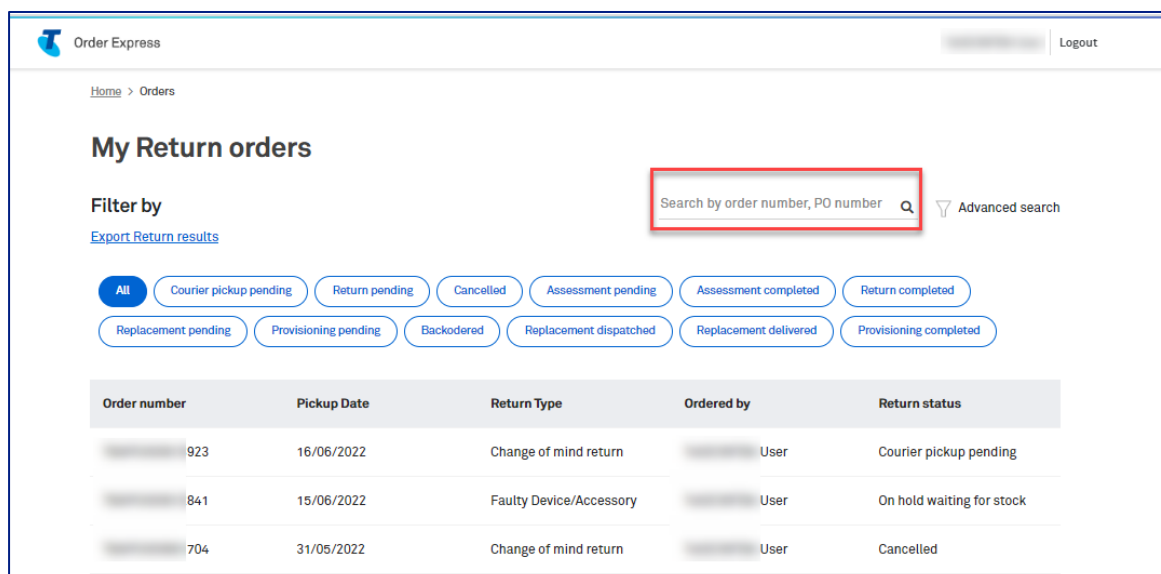 Order Express
Logout
Home > Orders
My Return orders
Filter by
Search by order number, PO number
Advanced search
Export Return results
All Courier pickup pending Return pending Cancelled Assessment pending Assessment completed Return completed
Replacement pending Provisioning pending Backodered Replacement dispatched Replacement delivered Provisioning completed
Order number Pickup Date Return Type Ordered by Return status
923 16/06/2022 Change of mind return User Courier pickup pending
841 15/06/2022 Faulty Device/Accessory User On hold waiting for stock
704 31/05/2022 Change of mind return User Cancelled